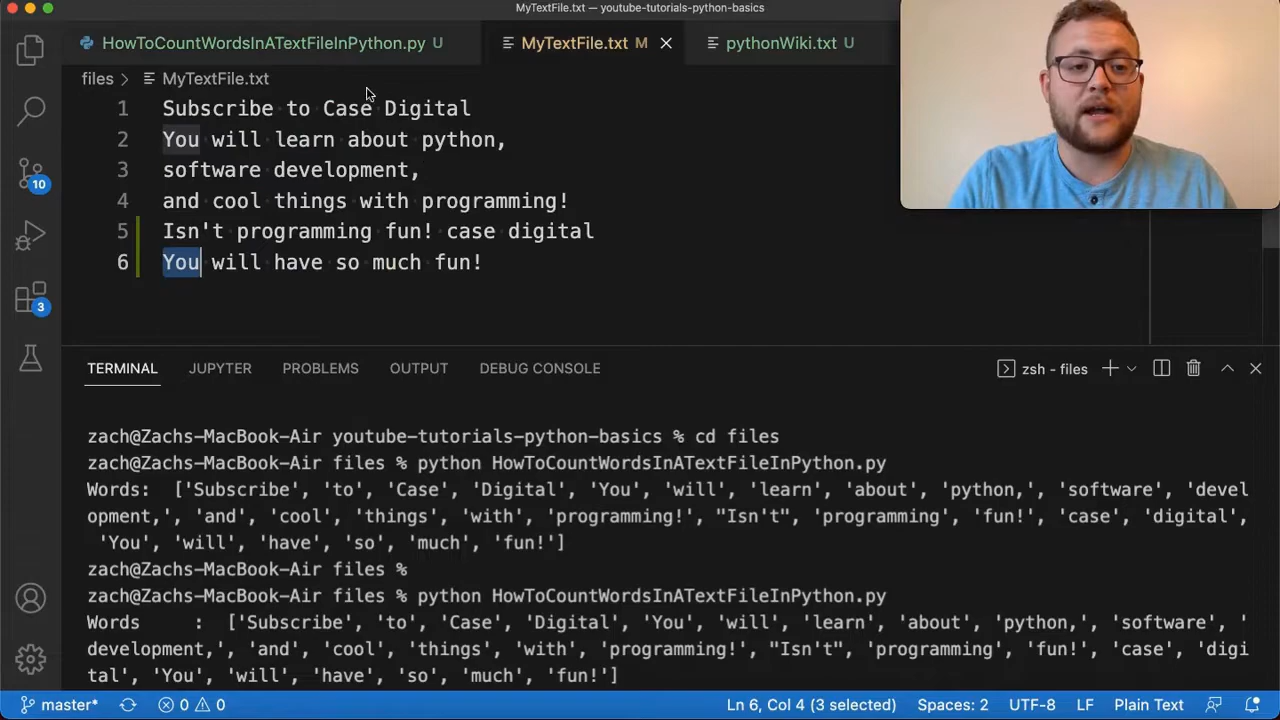 MyTextFile.txt — youtube-tutorials-python-basics
HowToCountWordsInATextFileInPython.py U
MyTextFile.txt M
pythonWiki.txt U
files > MyTextFile.txt
1 Subscribe to Case Digital
2 You will learn about python,
3 software development,
4 and cool things with programming!
5 Isn't programming fun! case digital
6 You will have so much fun!
10
3
TERMINAL JUPYTER PROBLEMS OUTPUT DEBUG CONSOLE zsh - files
zach@Zachs-MacBook-Air youtube-tutorials-python-basics % cd files
zach@Zachs-MacBook-Air files % python HowToCountWordsInATextFileInPython.py
Words:  ['Subscribe', 'to', 'Case', 'Digital', 'You', 'will', 'learn', 'about', 'python,', 'software', 'devel
opment,', 'and', 'cool', 'things', 'with', 'programming!', "Isn't", 'programming', 'fun!', 'case', 'digital',
'You', 'will', 'have', 'so', 'much', 'fun!']
zach@Zachs-MacBook-Air files %
zach@Zachs-MacBook-Air files % python HowToCountWordsInATextFileInPython.py
Words    :  ['Subscribe', 'to', 'Case', 'Digital', 'You', 'will', 'learn', 'about', 'python,', 'software', '
development,', 'and', 'cool', 'things', 'with', 'programming!', "Isn't", 'programming', 'fun!', 'case', 'digi
tal', 'You', 'will', 'have', 'so', 'much', 'fun!']
master* 0 0 Ln 6, Col 4 (3 selected) Spaces: 2 UTF-8 LF Plain Text